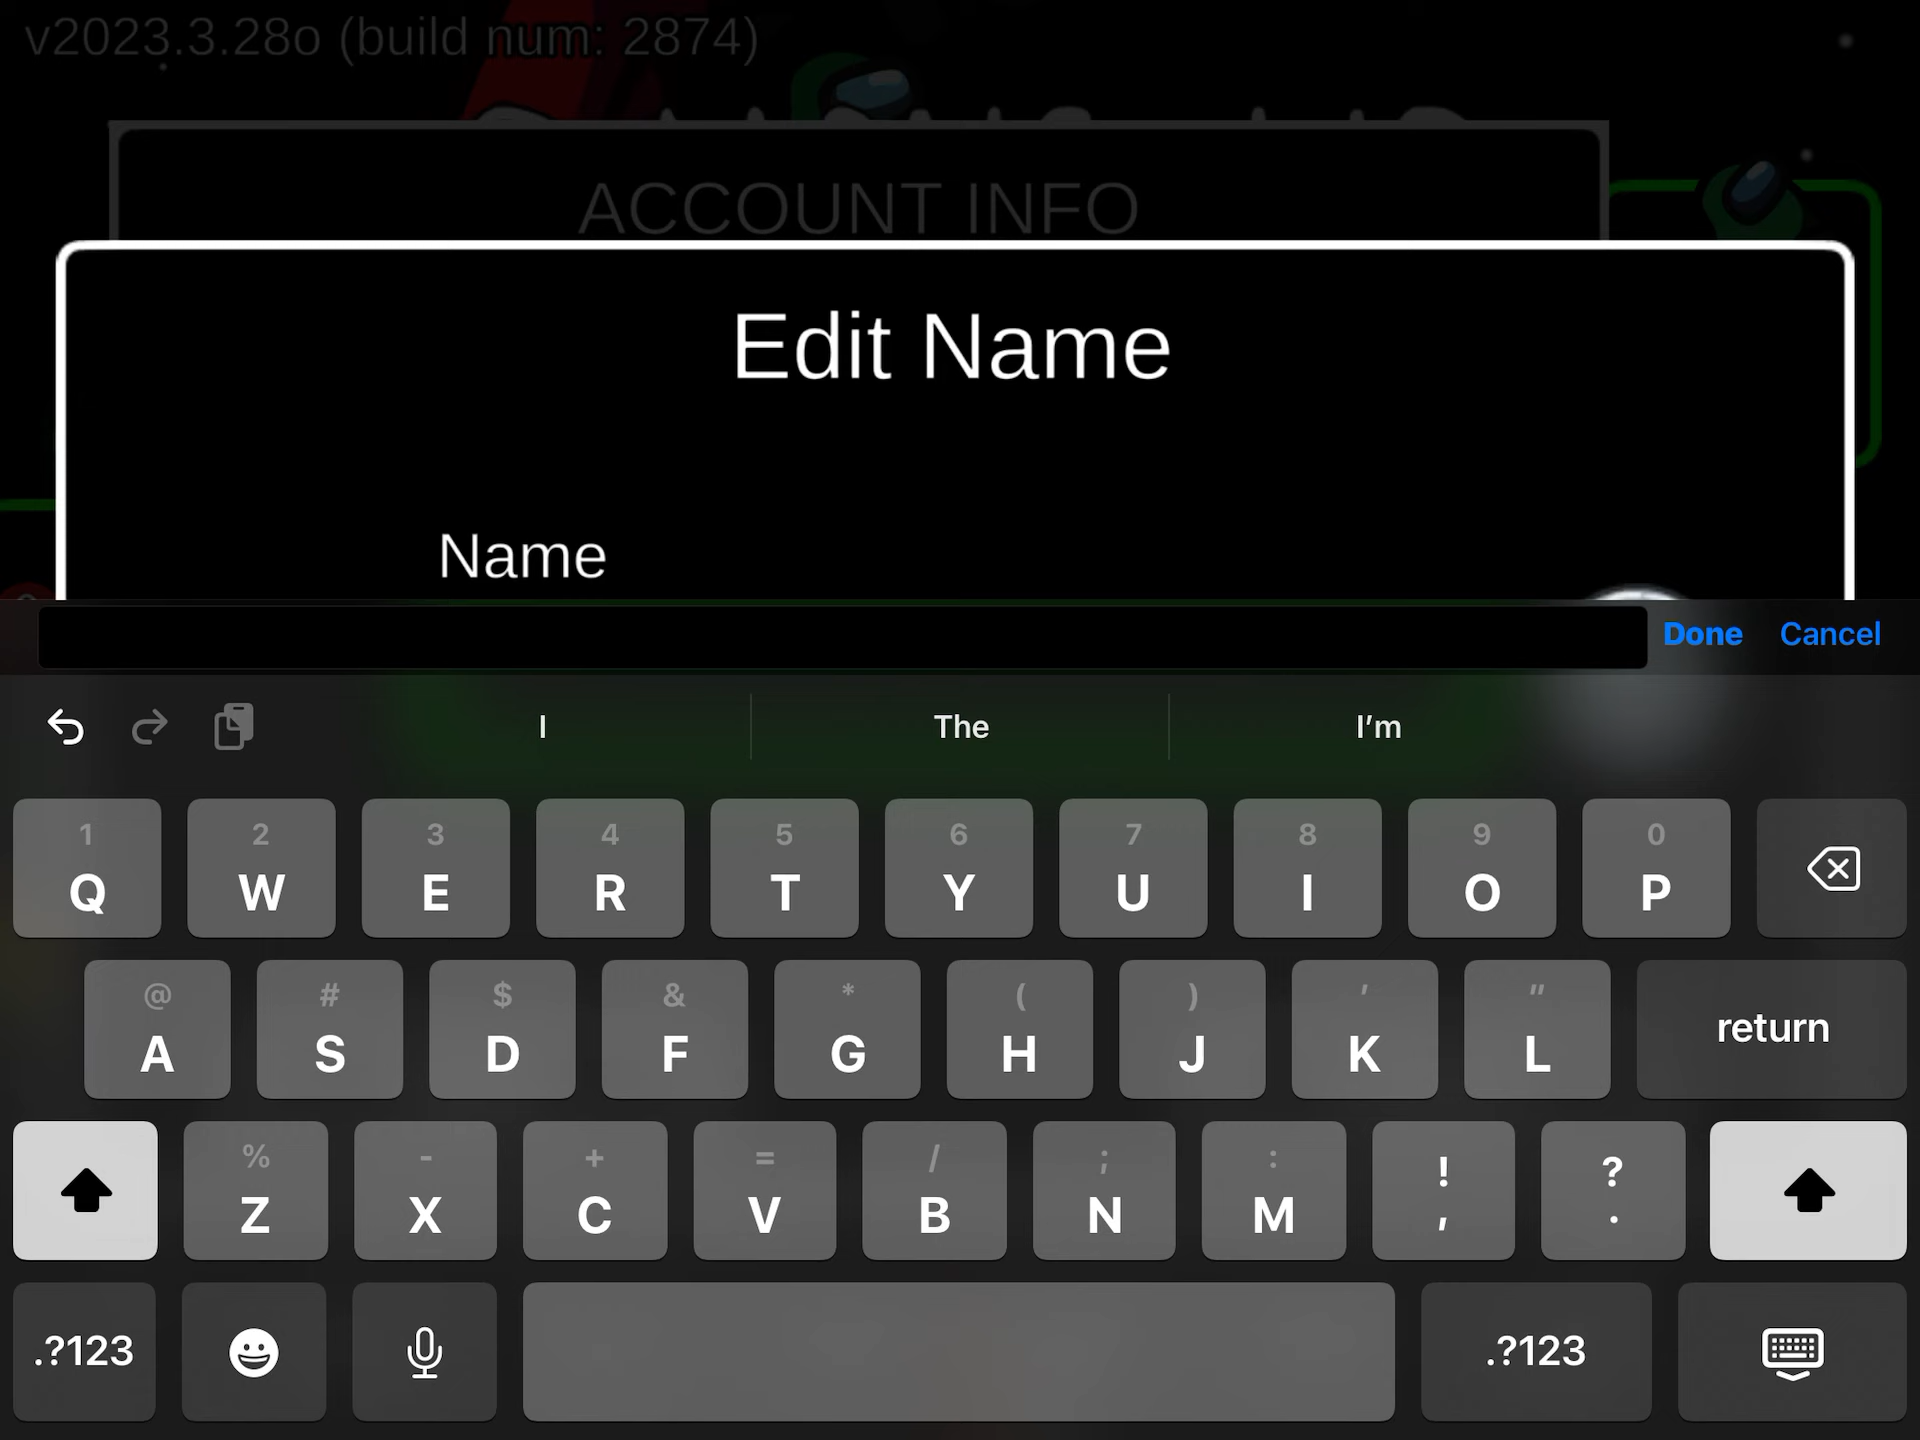 v2023.3.28o (build num: 2874)
ACCOUNT INFO
Edit Name
Name
Done Cancel
I The I’m
1 2 3 4 5 6 7 8 9 0
Q W E R T Y U I O P
@ # $ & * ( ) ' "
A S D F G H J K L return
% - + = / ; : ! ?
Z X C V B N M , .
.?123 .?123